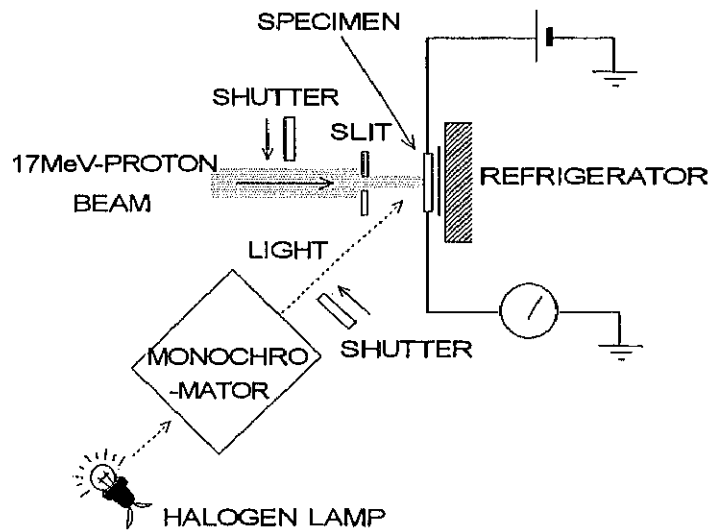 SPECIMEN
SHUTTER
SLIT
17MeV-PROTON
BEAM
REFRIGERATOR
LIGHT
SHUTTER
MONOCHRO
-MATOR
HALOGEN LAMP